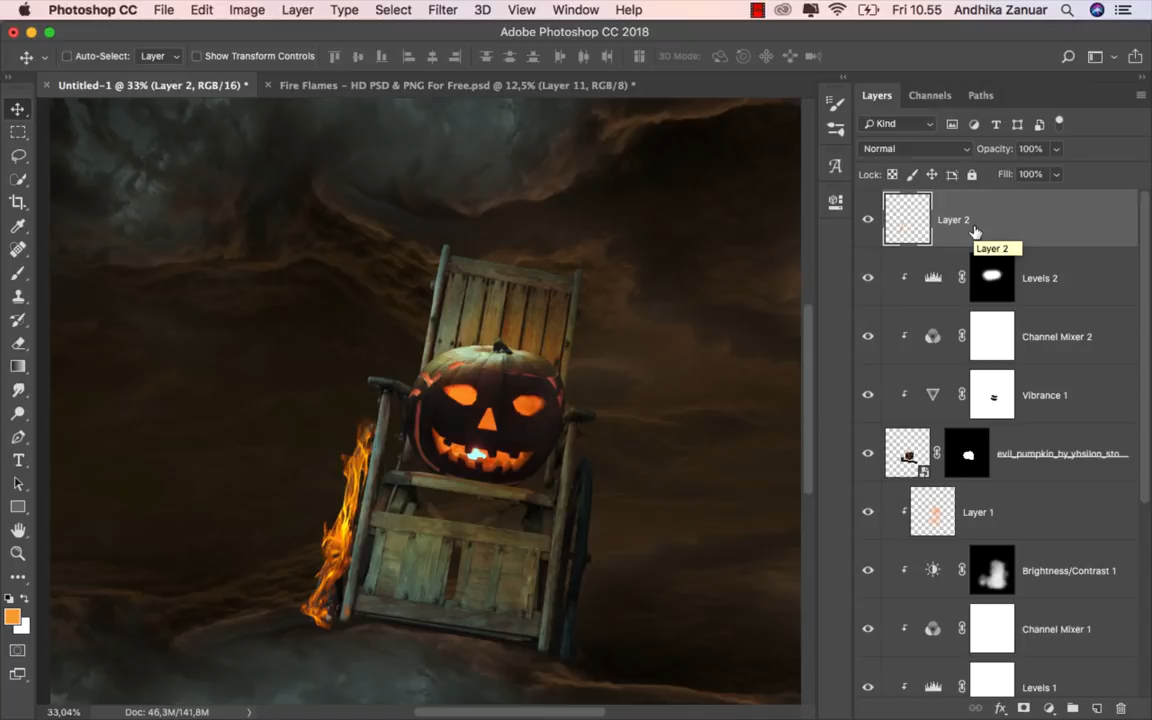 Photoshop CC File Edit Image Layer Type Select Filter 3D View Window Help Fri 10.55 Andhika Zanuar
Adobe Photoshop CC 2018
Auto-Select: Layer Show Transform Controls 3D Mode:
Untitled-1 @ 33% (Layer 2, RGB/16) * Fire Flames – HD PSD & PNG For Free.psd @ 12,5% (Layer 11, RGB/8) *
Layers Channels Paths
Kind
Normal Opacity: 100%
Lock: Fill: 100%
Layer 2
Layer 2
Levels 2
Channel Mixer 2
Vibrance 1
evil_pumpkin_by_ybsilon_sto...
Layer 1
Brightness/Contrast 1
Channel Mixer 1
Levels 1
33,04% Doc: 46,3M/141,8M